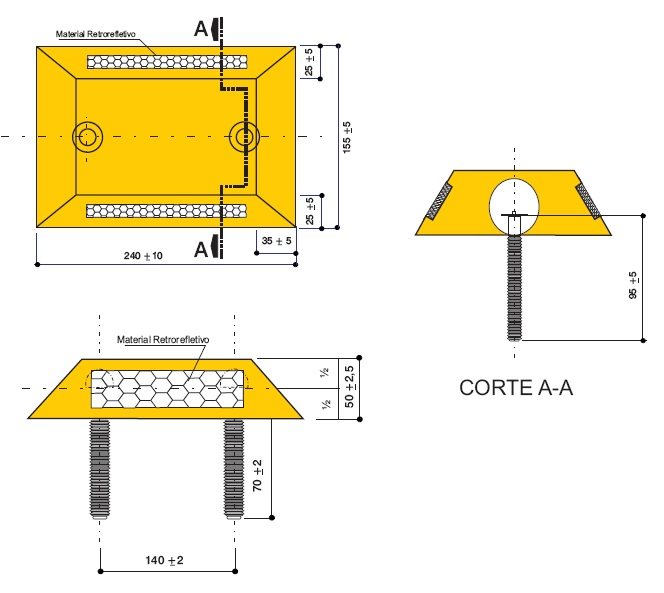 A
Material Retrorefletivo
25 ±5
155 ±5
25 ±5
A
35 ± 5
240 ±10
95 ±5
CORTE A-A
Material Retrorefletivo
½
½
50 ±2,5
70 ±2
140 ±2